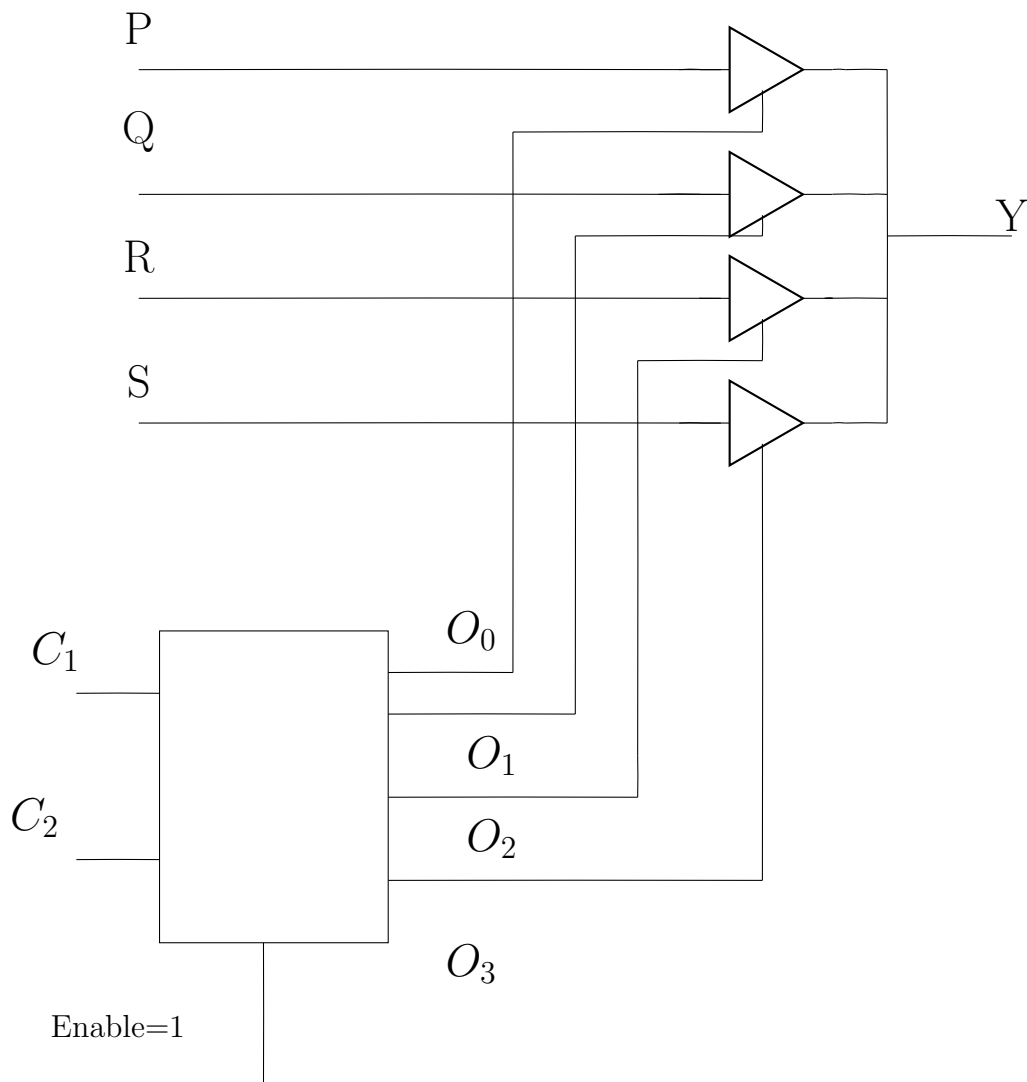 P
Q
R
S
Y
C₁
C₂
O₀
O₁
O₂
O₃
Enable=1